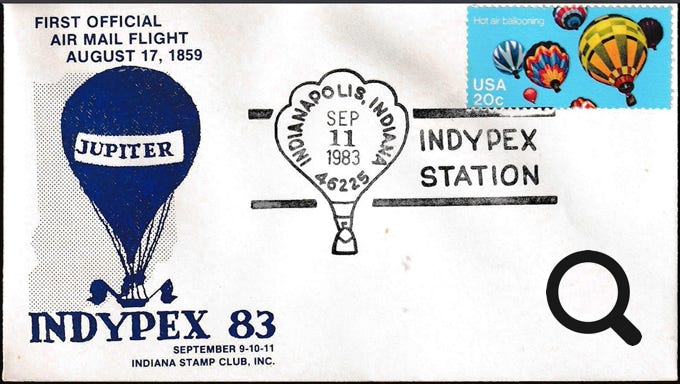 FIRST OFFICIAL
AIR MAIL FLIGHT
AUGUST 17, 1859
JUPITER
INDYPEX 83
SEPTEMBER 9-10-11
INDIANA STAMP CLUB, INC.
INDIANAPOLIS, INDIANA
SEP
11
1983
46225
INDYPEX
STATION
Hot air ballooning
USA
20c